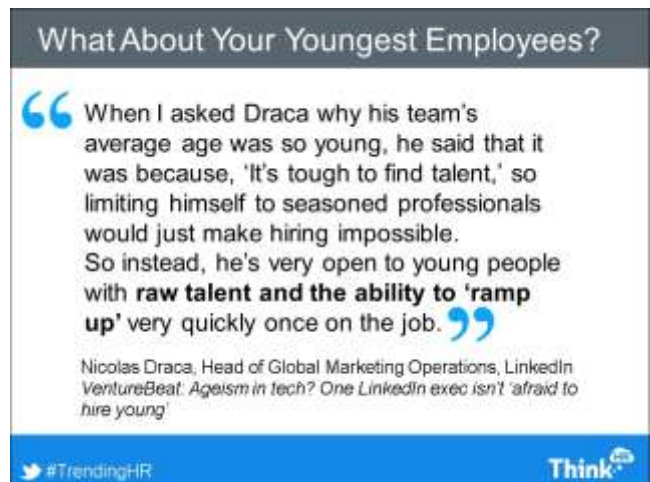 What About Your Youngest Employees?
“ When I asked Draca why his team’s
average age was so young, he said that it
was because, ‘It’s tough to find talent,’ so
limiting himself to seasoned professionals
would just make hiring impossible.
So instead, he’s very open to young people
with raw talent and the ability to ‘ramp
up’ very quickly once on the job. ”
Nicolas Draca, Head of Global Marketing Operations, LinkedIn
VentureBeat: Ageism in tech? One LinkedIn exec isn’t ‘afraid to
hire young’
#TrendingHR
Think HR